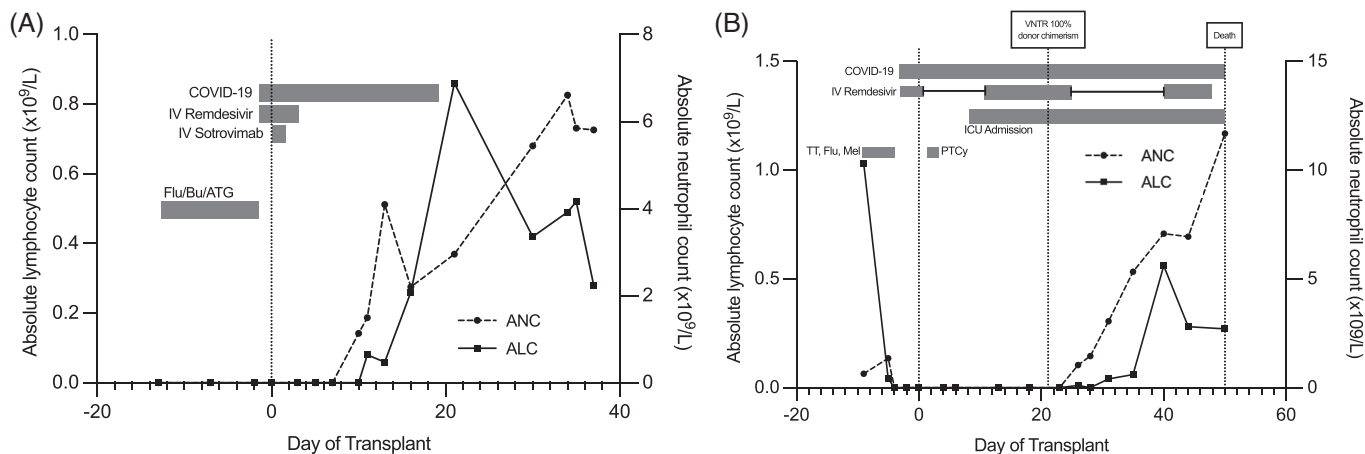 (A)
1.0
0.8
0.6
0.4
0.2
0.0
Absolute lymphocyte count (x10⁹/L)
8
6
4
2
0
Absolute neutrophil count (x10⁹/L)
COVID-19
IV Remdesivir
IV Sotrovimab
Flu/Bu/ATG
ANC
ALC
-20
0
20
40
Day of Transplant
(B)
VNTR 100%
donor chimerism
Death
1.5
1.0
0.5
0.0
Absolute lymphocyte count (x10⁹/L)
15
10
5
0
Absolute neutrophil count (x109/L)
COVID-19
IV Remdesivir
ICU Admission
TT, Flu, Mel
PTCy
ANC
ALC
-20
0
20
40
60
Day of Transplant